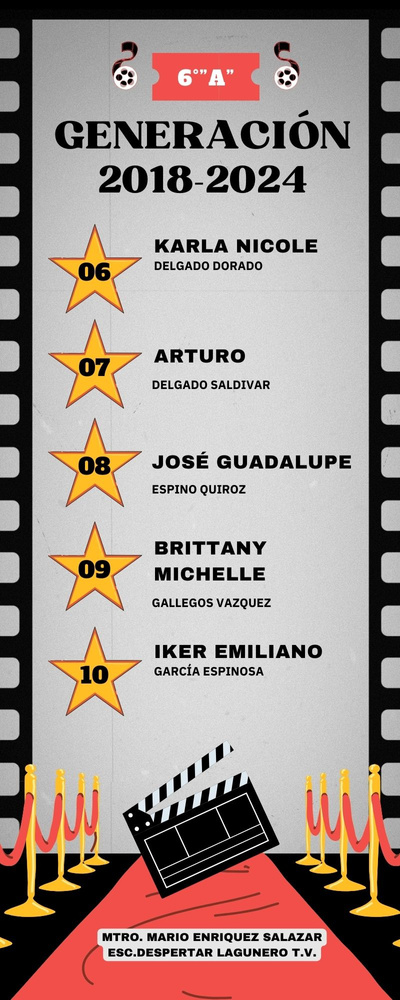 6°”A”
GENERACIÓN
2018-2024
06
KARLA NICOLE
DELGADO DORADO
07
ARTURO
DELGADO SALDIVAR
08
JOSÉ GUADALUPE
ESPINO QUIROZ
09
BRITTANY
MICHELLE
GALLEGOS VAZQUEZ
10
IKER EMILIANO
GARCÍA ESPINOSA
MTRO. MARIO ENRIQUEZ SALAZAR
ESC.DESPERTAR LAGUNERO T.V.